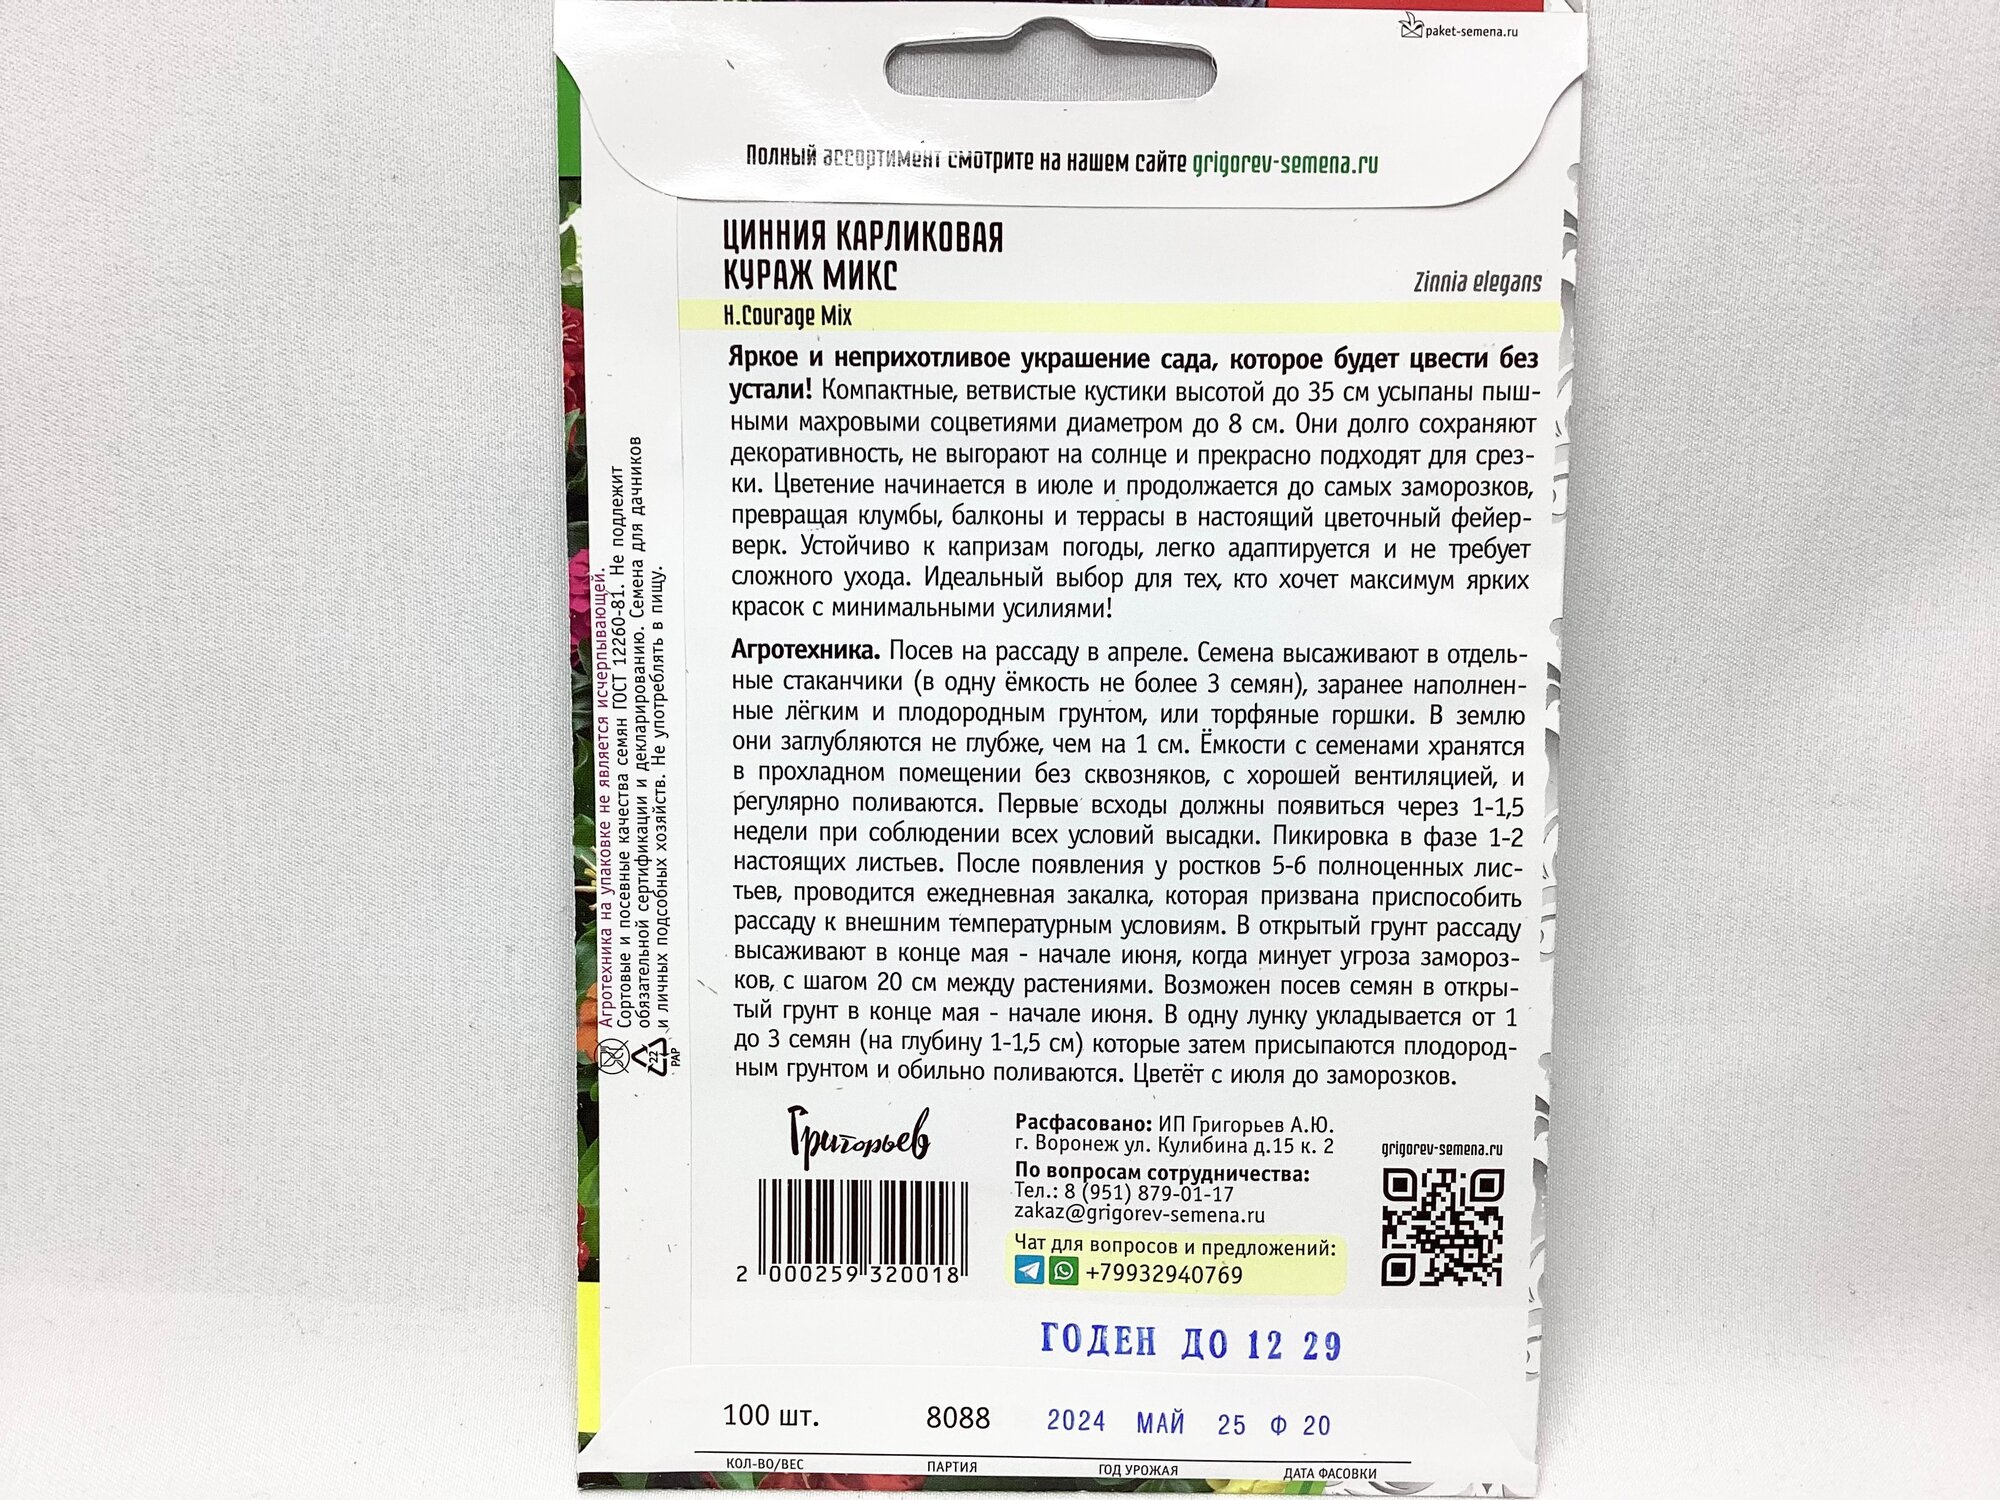 paket-semena.ru
Полный ассортимент смотрите на нашем сайте grigorev-semena.ru
ЦИННИЯ КАРЛИКОВАЯ
КУРАЖ МИКС
Zinnia elegans
H.Courage Mix
Яркое и неприхотливое украшение сада, которое будет цвести без
устали! Компактные, ветвистые кустики высотой до 35 см усыпаны пыш-
ными махровыми соцветиями диаметром до 8 см. Они долго сохраняют
декоративность, не выгорают на солнце и прекрасно подходят для срез-
ки. Цветение начинается в июле и продолжается до самых заморозков,
превращая клумбы, балконы и террасы в настоящий цветочный фейер-
верк. Устойчиво к капризам погоды, легко адаптируется и не требует
сложного ухода. Идеальный выбор для тех, кто хочет максимум ярких
красок с минимальными усилиями!
Агротехника. Посев на рассаду в апреле. Семена высаживают в отдель-
ные стаканчики (в одну ёмкость не более 3 семян), заранее наполнен-
ные лёгким и плодородным грунтом, или торфяные горшки. В землю
они заглубляются не глубже, чем на 1 см. Ёмкости с семенами хранятся
в прохладном помещении без сквозняков, с хорошей вентиляцией, и
регулярно поливаются. Первые всходы должны появиться через 1-1,5
недели при соблюдении всех условий высадки. Пикировка в фазе 1-2
настоящих листьев. После появления у ростков 5-6 полноценных лис-
тьев, проводится ежедневная закалка, которая призвана приспособить
рассаду к внешним температурным условиям. В открытый грунт рассаду
высаживают в конце мая - начале июня, когда минует угроза замороз-
ков, с шагом 20 см между растениями. Возможен посев семян в откры-
тый грунт в конце мая - начале июня. В одну лунку укладывается от 1
до 3 семян (на глубину 1-1,5 см) которые затем присыпаются плодород-
ным грунтом и обильно поливаются. Цветёт с июля до заморозков.
Агротехника на упаковке не является исчерпывающей.
Сортовые и посевные качества семян ГОСТ 12260-81. Не подлежит
обязательной сертификации и декларированию. Семена для дачников
и личных подсобных хозяйств. Не употреблять в пищу.
22
PAP
Григорьев
2 000259 320018
Расфасовано: ИП Григорьев А.Ю.
г. Воронеж ул. Кулибина д.15 к. 2
По вопросам сотрудничества:
Тел.: 8 (951) 879-01-17
zakaz@grigorev-semena.ru
Чат для вопросов и предложений:
+79932940769
grigorev-semena.ru
ГОДЕН ДО 12 29
100 шт. 8088 2024 МАЙ 25 Ф 20
КОЛ-ВО/ВЕС ПАРТИЯ ГОД УРОЖАЯ ДАТА ФАСОВКИ